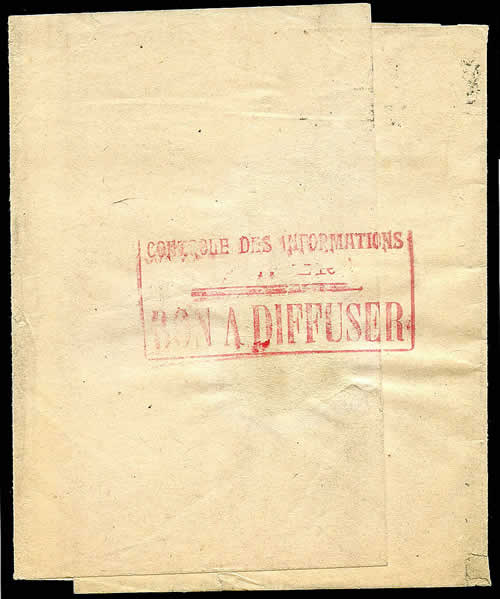 CONTROLE DES INFORMATIONS
BON A DIFFUSER